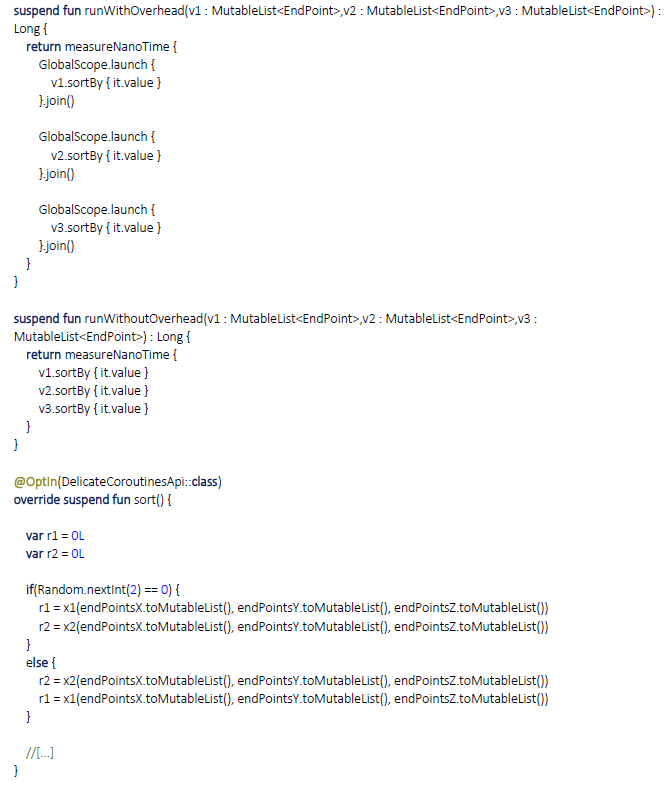 suspend fun runWithOverhead(v1 : MutableList<EndPoint>,v2 : MutableList<EndPoint>,v3 : MutableList<EndPoint>) :
Long {
return measureNanoTime {
GlobalScope.launch {
v1.sortBy { it.value }
}.join()
GlobalScope.launch {
v2.sortBy { it.value }
}.join()
GlobalScope.launch {
v3.sortBy { it.value }
}.join()
}
}
suspend fun runWithoutOverhead(v1 : MutableList<EndPoint>,v2 : MutableList<EndPoint>,v3 :
MutableList<EndPoint>) : Long {
return measureNanoTime {
v1.sortBy { it.value }
v2.sortBy { it.value }
v3.sortBy { it.value }
}
}
@OptIn(DelicateCoroutinesApi::class)
override suspend fun sort() {
var r1 = 0L
var r2 = 0L
if(Random.nextInt(2) == 0) {
r1 = x1(endPointsX.toMutableList(), endPointsY.toMutableList(), endPointsZ.toMutableList())
r2 = x2(endPointsX.toMutableList(), endPointsY.toMutableList(), endPointsZ.toMutableList())
}
else {
r2 = x2(endPointsX.toMutableList(), endPointsY.toMutableList(), endPointsZ.toMutableList())
r1 = x1(endPointsX.toMutableList(), endPointsY.toMutableList(), endPointsZ.toMutableList())
}
//[...]
}